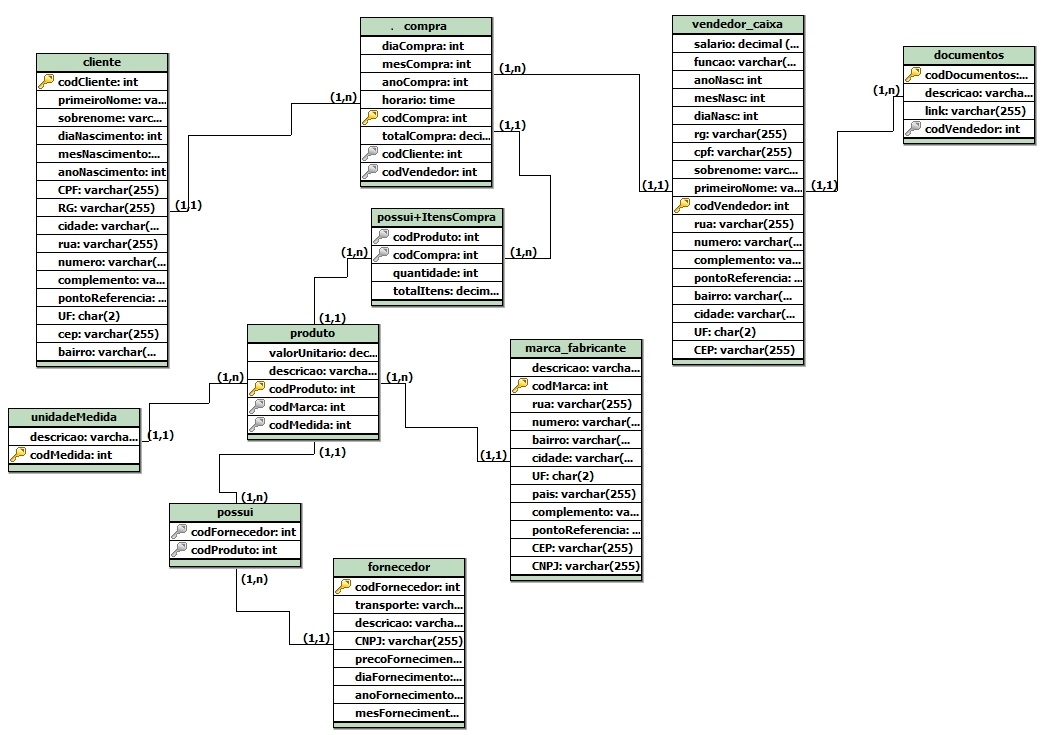 cliente
codCliente: int
primeiroNome: va...
sobrenome: varc...
diaNascimento: int
mesNascimento:...
anoNascimento: int
CPF: varchar(255)
RG: varchar(255)
cidade: varchar(...
rua: varchar(255)
numero: varchar(...
complemento: va...
pontoReferencia: ...
UF: char(2)
cep: varchar(255)
bairro: varchar(...
(1,1)
(1,n)
. compra
diaCompra: int
mesCompra: int
anoCompra: int
horario: time
codCompra: int
totalCompra: deci...
codCliente: int
codVendedor: int
(1,n)
(1,1)
possui+ItensCompra
codProduto: int
codCompra: int
quantidade: int
totalItens: decim...
(1,n)
(1,n)
(1,1)
vendedor_caixa
salario: decimal (...
funcao: varchar(...
anoNasc: int
mesNasc: int
diaNasc: int
rg: varchar(255)
cpf: varchar(255)
sobrenome: varc...
primeiroNome: va...
codVendedor: int
rua: varchar(255)
numero: varchar(...
complemento: va...
pontoReferencia: ...
bairro: varchar(...
cidade: varchar(...
UF: char(2)
CEP: varchar(255)
(1,1)
(1,1)
(1,n)
documentos
codDocumentos:...
descricao: varcha...
link: varchar(255)
codVendedor: int
produto
valorUnitario: dec...
descricao: varcha...
codProduto: int
codMarca: int
codMedida: int
(1,n)
(1,n)
(1,1)
marca_fabricante
descricao: varcha...
codMarca: int
rua: varchar(255)
numero: varchar(...
bairro: varchar(...
cidade: varchar(...
UF: char(2)
pais: varchar(255)
complemento: va...
pontoReferencia: ...
CEP: varchar(255)
CNPJ: varchar(255)
(1,1)
unidadeMedida
descricao: varcha...
codMedida: int
(1,1)
(1,n)
possui
codFornecedor: int
codProduto: int
(1,n)
(1,1)
fornecedor
codFornecedor: int
transporte: varch...
descricao: varcha...
CNPJ: varchar(255)
precoFornecimen...
diaFornecimento:...
anoFornecimento...
mesForneciment...